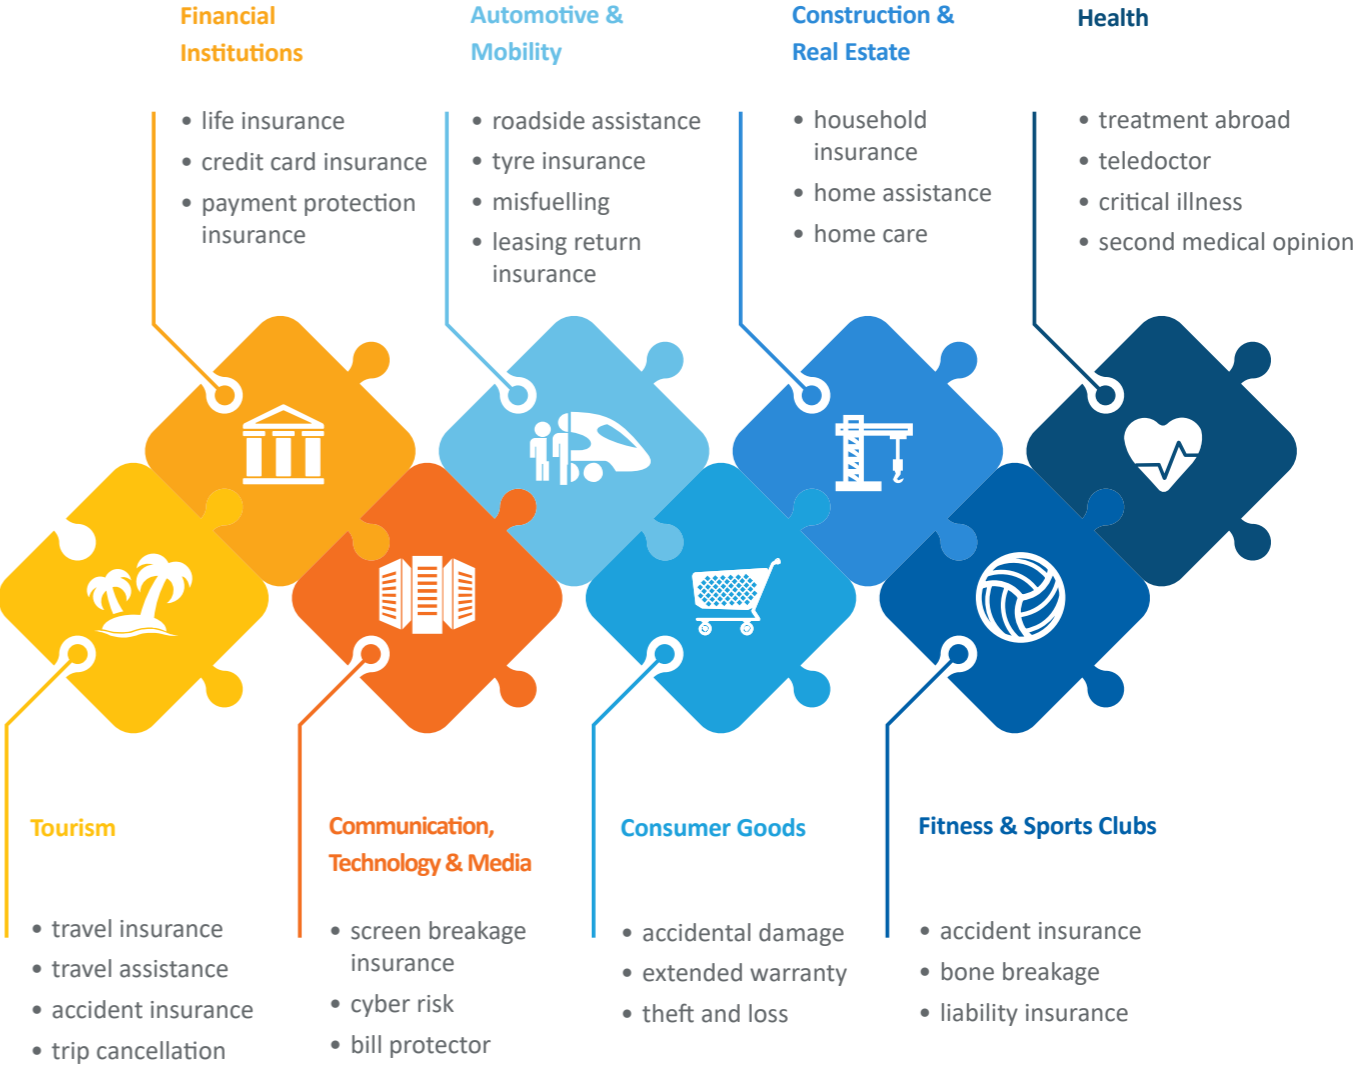 Financial
Institutions
• life insurance
• credit card insurance
• payment protection
insurance
Automotive &
Mobility
• roadside assistance
• tyre insurance
• misfuelling
• leasing return
insurance
Construction &
Real Estate
• household
insurance
• home assistance
• home care
Health
• treatment abroad
• teledoctor
• critical illness
• second medical opinion
Tourism
• travel insurance
• travel assistance
• accident insurance
• trip cancellation
Communication,
Technology & Media
• screen breakage
insurance
• cyber risk
• bill protector
Consumer Goods
• accidental damage
• extended warranty
• theft and loss
Fitness & Sports Clubs
• accident insurance
• bone breakage
• liability insurance